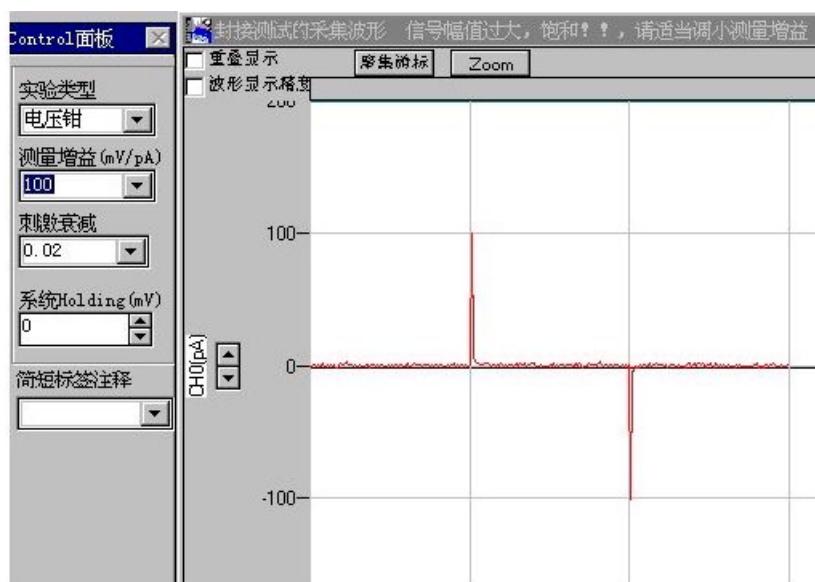 Control面板
实验类型
电压钳
测量增益(mV/pA)
100
刺激衰减
0.02
系统Holding(mV)
0
简短标签注释
封接测试的采集波形 信号幅值过大，饱和！！，请适当调小测量增益
重叠显示
聚集游标
Zoom
波形显示精度
200
100
0
-100
CH0(pA)